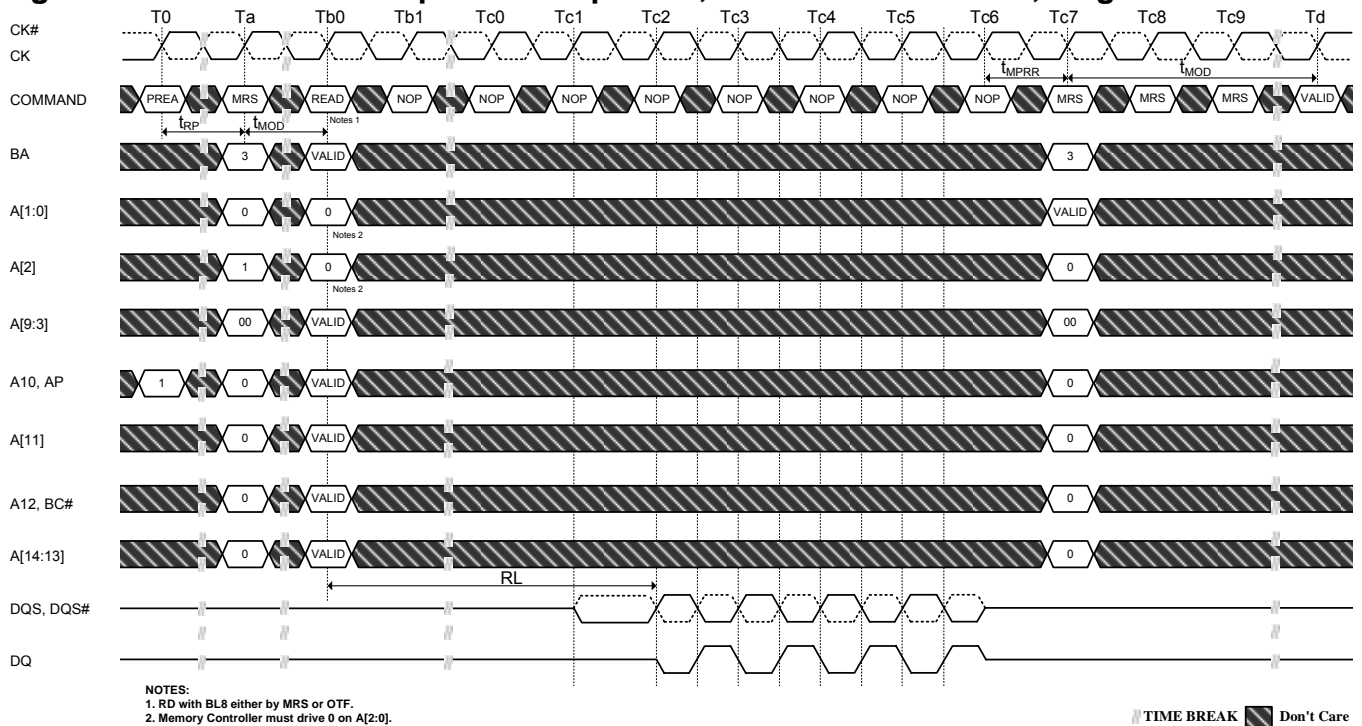 T0 Ta Tb0 Tb1 Tc0 Tc1 Tc2 Tc3 Tc4 Tc5 Tc6 Tc7 Tc8 Tc9 Td
CK#
CK
tMPRR tMOD
COMMAND PREA MRS READ NOP NOP NOP NOP NOP NOP NOP NOP MRS MRS MRS VALID
tRP tMOD Notes 1
BA 3 VALID 3
A[1:0] 0 0 VALID
Notes 2
A[2] 1 0 0
Notes 2
A[9:3] 00 VALID 00
A10, AP 1 0 VALID 0
A[11] 0 VALID 0
A12, BC# 0 VALID 0
A[14:13] 0 VALID 0
RL
DQS, DQS#
DQ
NOTES:
1. RD with BL8 either by MRS or OTF.
2. Memory Controller must drive 0 on A[2:0].
TIME BREAK Don't Care